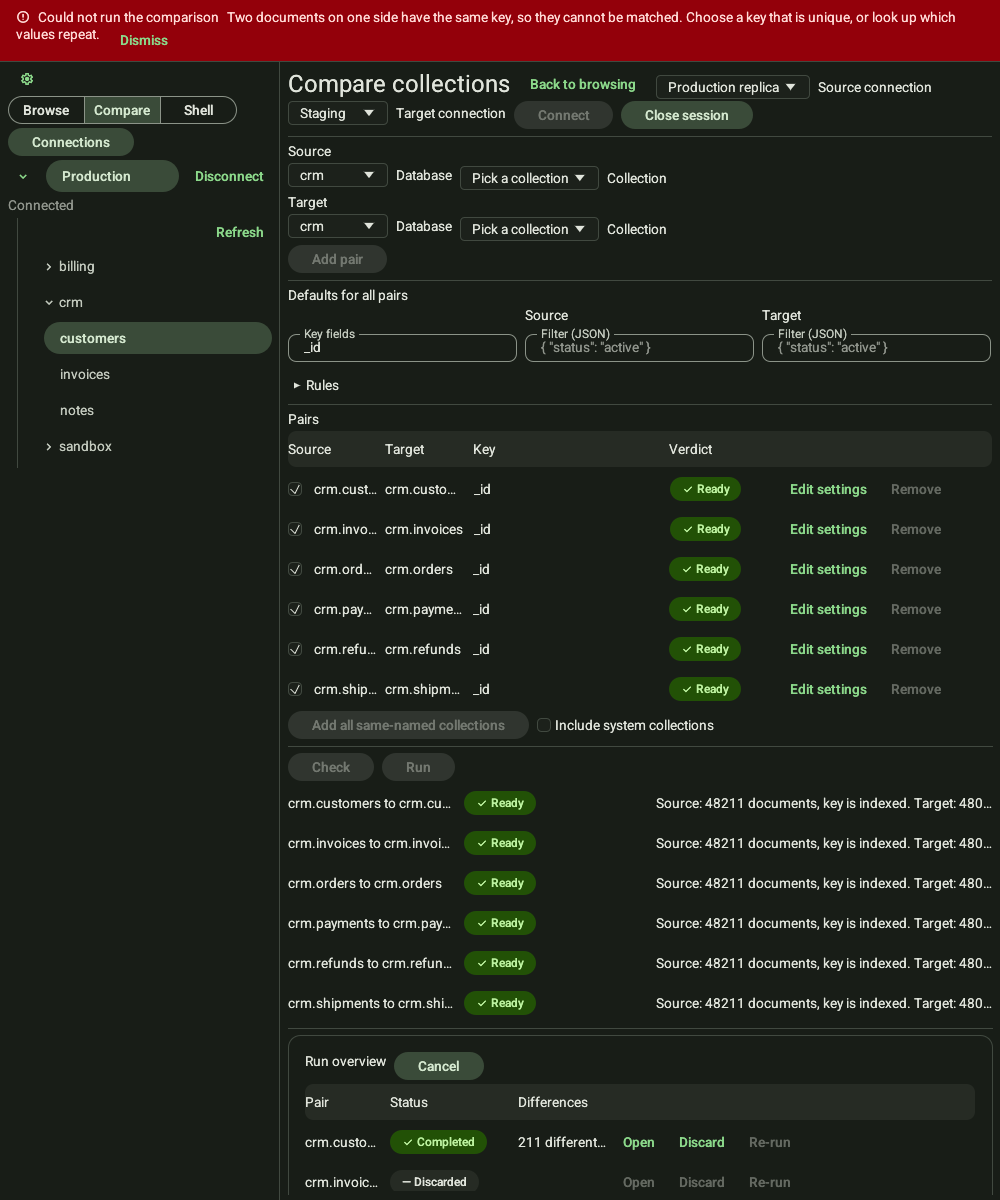 Could not run the comparison Two documents on one side have the same key, so they cannot be matched. Choose a key that is unique, or look up which
values repeat. Dismiss
Browse Compare Shell
Connections
Production Disconnect
Connected
Refresh
billing
crm
customers
invoices
notes
sandbox
Compare collections Back to browsing Production replica Source connection
Staging Target connection Connect Close session
Source
crm Database Pick a collection Collection
Target
crm Database Pick a collection Collection
Add pair
Defaults for all pairs
Source Target
Key fields Filter (JSON) Filter (JSON)
_id { "status": "active" } { "status": "active" }
Rules
Pairs
Source Target Key Verdict
crm.cust... crm.custo... _id Ready Edit settings Remove
crm.invo... crm.invoices _id Ready Edit settings Remove
crm.ord... crm.orders _id Ready Edit settings Remove
crm.pay... crm.payme... _id Ready Edit settings Remove
crm.refu... crm.refunds _id Ready Edit settings Remove
crm.ship... crm.shipm... _id Ready Edit settings Remove
Add all same-named collections Include system collections
Check Run
crm.customers to crm.cu... Ready Source: 48211 documents, key is indexed. Target: 480...
crm.invoices to crm.invoi... Ready Source: 48211 documents, key is indexed. Target: 480...
crm.orders to crm.orders Ready Source: 48211 documents, key is indexed. Target: 480...
crm.payments to crm.pay... Ready Source: 48211 documents, key is indexed. Target: 480...
crm.refunds to crm.refun... Ready Source: 48211 documents, key is indexed. Target: 480...
crm.shipments to crm.shi... Ready Source: 48211 documents, key is indexed. Target: 480...
Run overview Cancel
Pair Status Differences
crm.custo... Completed 211 different... Open Discard Re-run
crm.invoic... Discarded Open Discard Re-run